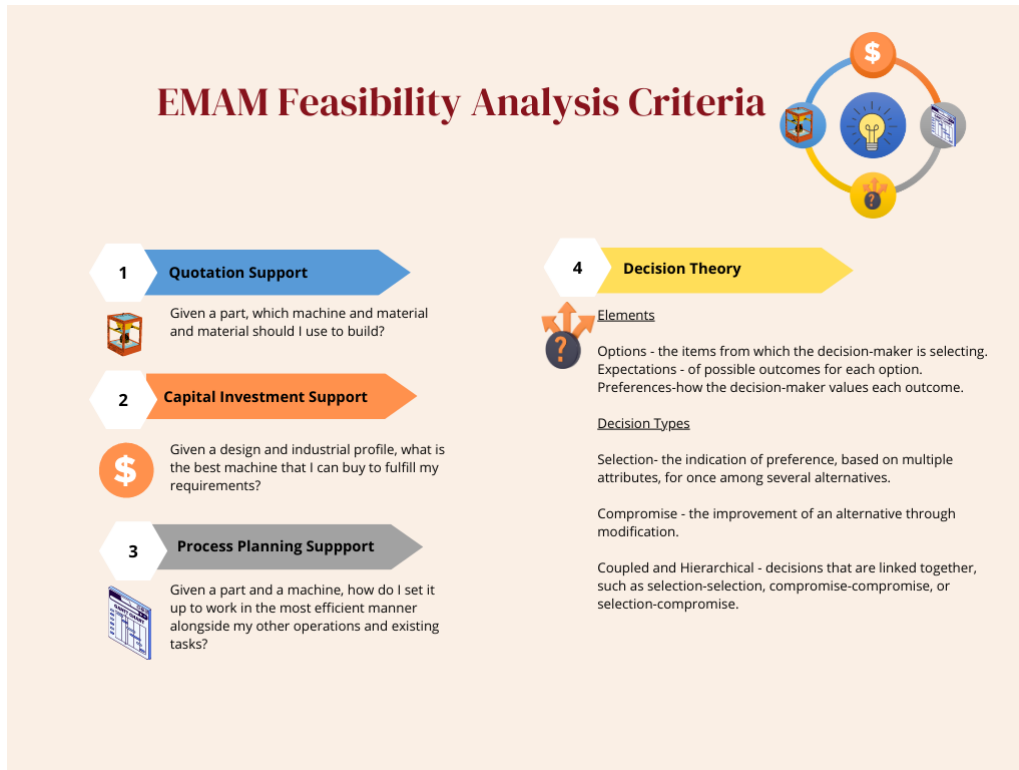 EMAM Feasibility Analysis Criteria
$
?
1
Quotation Support
Given a part, which machine and material
and material should I use to build?
2
Capital Investment Support
$
Given a design and industrial profile, what is
the best machine that I can buy to fulfill my
requirements?
3
Process Planning Suppport
Given a part and a machine, how do I set it
up to work in the most efficient manner
alongside my other operations and existing
tasks?
4
Decision Theory
?
Elements
Options - the items from which the decision-maker is selecting.
Expectations - of possible outcomes for each option.
Preferences-how the decision-maker values each outcome.
Decision Types
Selection- the indication of preference, based on multiple
attributes, for once among several alternatives.
Compromise - the improvement of an alternative through
modification.
Coupled and Hierarchical - decisions that are linked together,
such as selection-selection, compromise-compromise, or
selection-compromise.